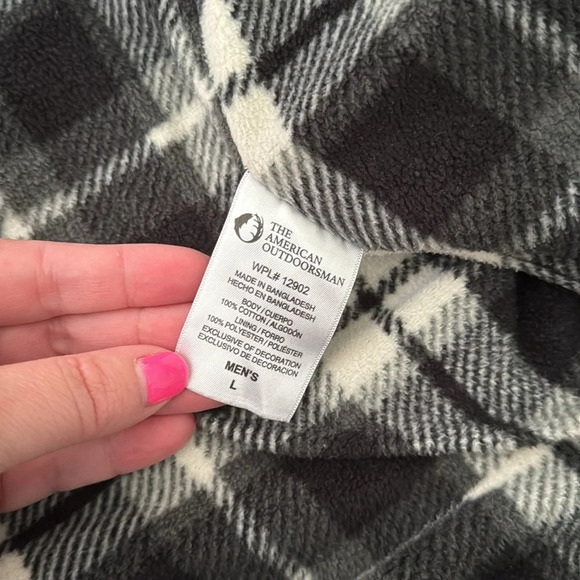 THE
AMERICAN
OUTDOORSMAN
WPL# 12902
MADE IN BANGLADESH
HECHO EN BANGLADESH
BODY/CUERPO
100% COTTON/ALGODÓN
LINING/FORRO
100% POLYESTER/POLIÉSTER
EXCLUSIVE OF DECORATION
EXCLUSIVO DE DECORACIÓN
MEN'S
L